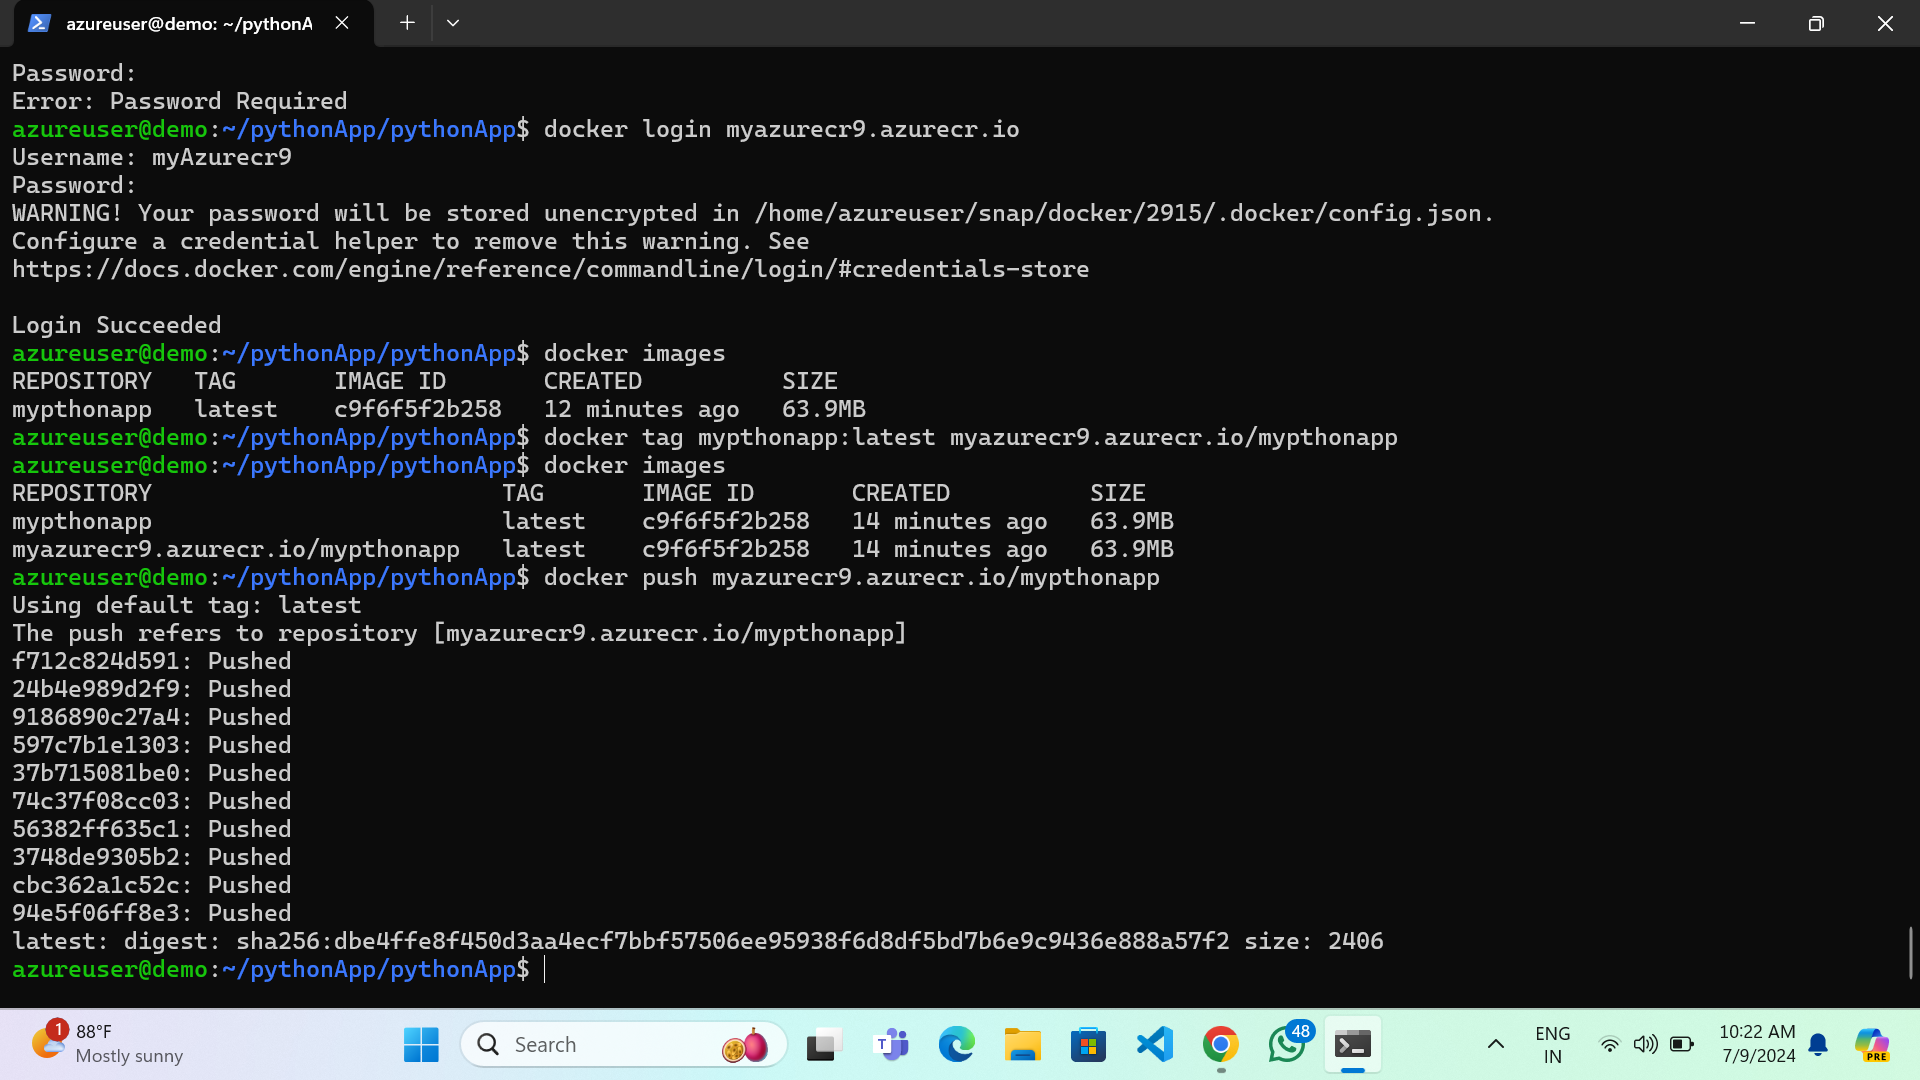 azureuser@demo: ~/pythonA
Password:
Error: Password Required
azureuser@demo:~/pythonApp/pythonApp$ docker login myazurecr9.azurecr.io
Username: myAzurecr9
Password:
WARNING! Your password will be stored unencrypted in /home/azureuser/snap/docker/2915/.docker/config.json.
Configure a credential helper to remove this warning. See
https://docs.docker.com/engine/reference/commandline/login/#credentials-store
Login Succeeded
azureuser@demo:~/pythonApp/pythonApp$ docker images
REPOSITORY   TAG       IMAGE ID       CREATED          SIZE
mypthonapp   latest    c9f6f5f2b258   12 minutes ago   63.9MB
azureuser@demo:~/pythonApp/pythonApp$ docker tag mypthonapp:latest myazurecr9.azurecr.io/mypthonapp
azureuser@demo:~/pythonApp/pythonApp$ docker images
REPOSITORY                         TAG       IMAGE ID       CREATED          SIZE
mypthonapp                         latest    c9f6f5f2b258   14 minutes ago   63.9MB
myazurecr9.azurecr.io/mypthonapp   latest    c9f6f5f2b258   14 minutes ago   63.9MB
azureuser@demo:~/pythonApp/pythonApp$ docker push myazurecr9.azurecr.io/mypthonapp
Using default tag: latest
The push refers to repository [myazurecr9.azurecr.io/mypthonapp]
f712c824d591: Pushed
24b4e989d2f9: Pushed
9186890c27a4: Pushed
597c7b1e1303: Pushed
37b715081be0: Pushed
74c37f08cc03: Pushed
56382ff635c1: Pushed
3748de9305b2: Pushed
cbc362a1c52c: Pushed
94e5f06ff8e3: Pushed
latest: digest: sha256:dbe4ffe8f450d3aa4ecf7bbf57506ee95938f6d8df5bd7b6e9c9436e888a57f2 size: 2406
azureuser@demo:~/pythonApp/pythonApp$
1
88°F
Mostly sunny
Search
T
48
ENG
IN
10:22 AM
7/9/2024
PRE